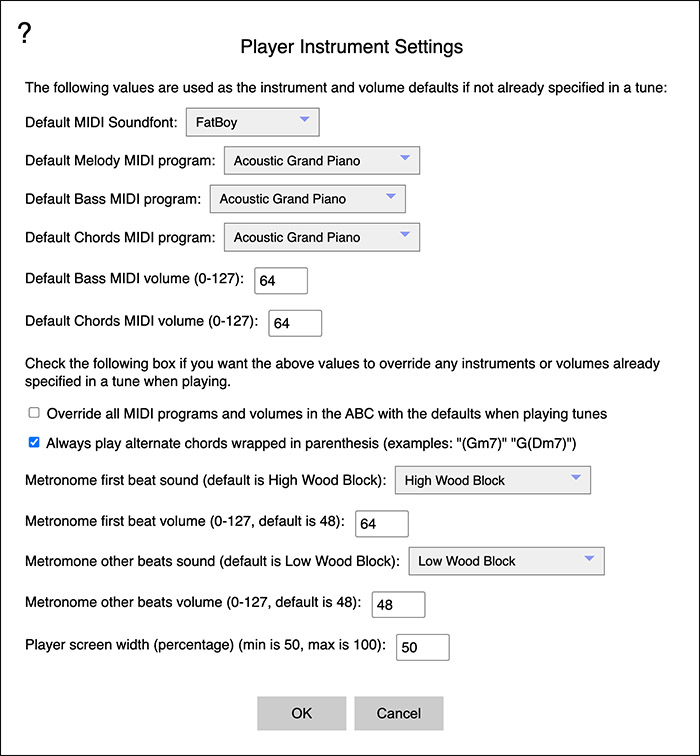 ?
Player Instrument Settings
The following values are used as the instrument and volume defaults if not already specified in a tune:
Default MIDI Soundfont: FatBoy
Default Melody MIDI program: Acoustic Grand Piano
Default Bass MIDI program: Acoustic Grand Piano
Default Chords MIDI program: Acoustic Grand Piano
Default Bass MIDI volume (0-127): 64
Default Chords MIDI volume (0-127): 64
Check the following box if you want the above values to override any instruments or volumes already
specified in a tune when playing.
Override all MIDI programs and volumes in the ABC with the defaults when playing tunes
Always play alternate chords wrapped in parenthesis (examples: "(Gm7)" "G(Dm7)")
Metronome first beat sound (default is High Wood Block): High Wood Block
Metronome first beat volume (0-127, default is 48): 64
Metromone other beats sound (default is Low Wood Block): Low Wood Block
Metronome other beats volume (0-127, default is 48): 48
Player screen width (percentage) (min is 50, max is 100): 50
OK Cancel